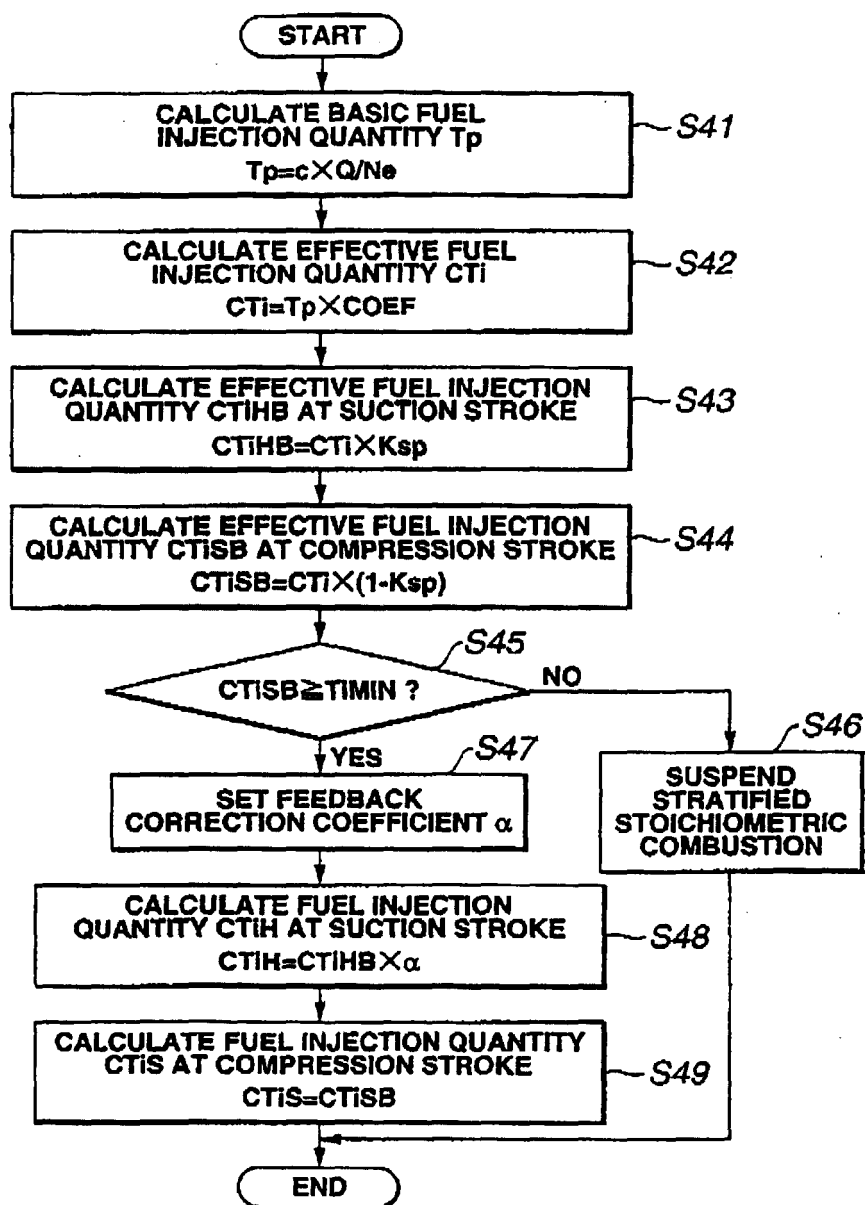 START
CALCULATE BASIC FUEL
INJECTION QUANTITY Tp
Tp=c×Q/Ne
S41
CALCULATE EFFECTIVE FUEL
INJECTION QUANTITY CTi
CTi=Tp×COEF
S42
CALCULATE EFFECTIVE FUEL INJECTION
QUANTITY CTiHB AT SUCTION STROKE
CTiHB=CTi×Ksp
S43
CALCULATE EFFECTIVE FUEL INJECTION
QUANTITY CTiSB AT COMPRESSION STROKE
CTiSB=CTi×(1-Ksp)
S44
S45
CTiSB≧TIMIN ?
NO
YES
S46
SUSPEND
STRATIFIED
STOICHIOMETRIC
COMBUSTION
S47
SET FEEDBACK
CORRECTION COEFFICIENT α
CALCULATE FUEL INJECTION
QUANTITY CTiH AT SUCTION STROKE
CTiH=CTiHB×α
S48
CALCULATE FUEL INJECTION QUANTITY
CTiS AT COMPRESSION STROKE
CTiS=CTiSB
S49
END